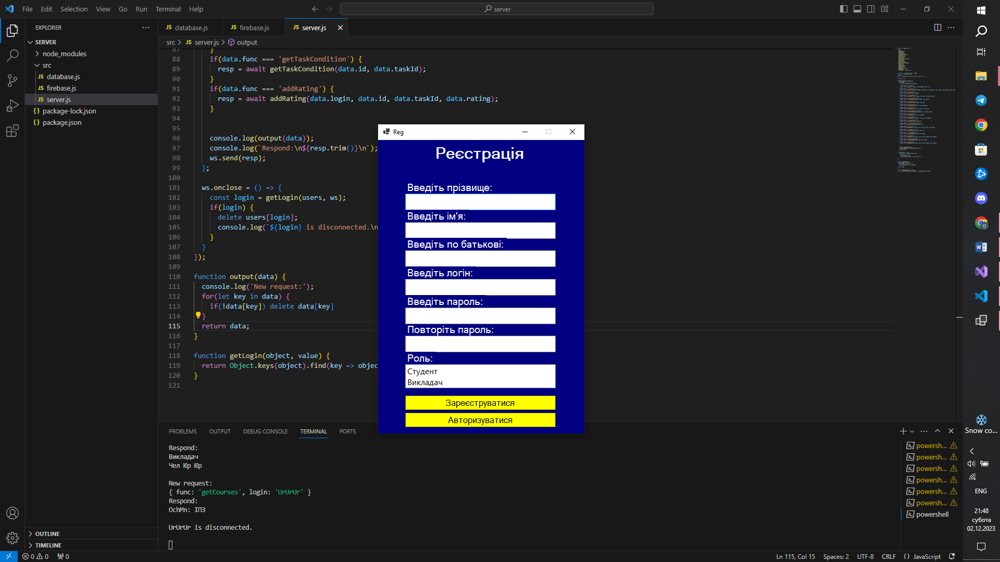 File Edit Selection View Go Run Terminal Help
server
EXPLORER
SERVER
node_modules
src
JS database.js
JS firebase.js
JS server.js
{} package-lock.json
{} package.json
OUTLINE
TIMELINE
JS database.js
JS firebase.js
JS server.js
src > JS server.js > output
87 }
88 if(data.func === 'getTaskCondition') {
89 resp = await getTaskCondition(data.id, data.taskId);
90 }
91 if(data.func === 'addRating') {
92 resp = await addRating(data.login, data.id, data.taskId, data.rating);
93 }
94
95
96 console.log(output(data));
97 console.log(`Respond:\n${resp.trim()}\n`);
98 ws.send(resp);
99 };
100
101 ws.onclose = () => {
102 const login = getLogin(users, ws);
103 if(login) {
104 delete users[login];
105 console.log(`${login} is disconnected.\n
106 }
107 }
108 });
109
110 function output(data) {
111 console.log('New request:');
112 for(let key in data) {
113 if(!data[key]) delete data[key]
114 }
115 return data;
116 }
117
118 function getLogin(object, value) {
119 return Object.keys(object).find(key => objec
120 }
121
Reg
Реєстрація
Введіть прізвище:
Введіть ім'я:
Введіть по батькові:
Введіть логін:
Введіть пароль:
Повторіть пароль:
Роль:
Студент
Викладач
Зареєструватися
Авторизуватися
PROBLEMS OUTPUT DEBUG CONSOLE TERMINAL PORTS
Respond:
Викладач
Чел Юр Юр
New request:
{ func: 'getCourses', login: 'UrUrUr' }
Respond:
OchMn: ІПЗ
UrUrUr is disconnected.
powersh...
powersh...
powersh...
powersh...
powersh...
powersh...
powershell
0 0 0
Ln 115, Col 15 Spaces: 2 UTF-8 CRLF {} JavaScript
Snow co...
ENG
21:48
субота
02.12.2023